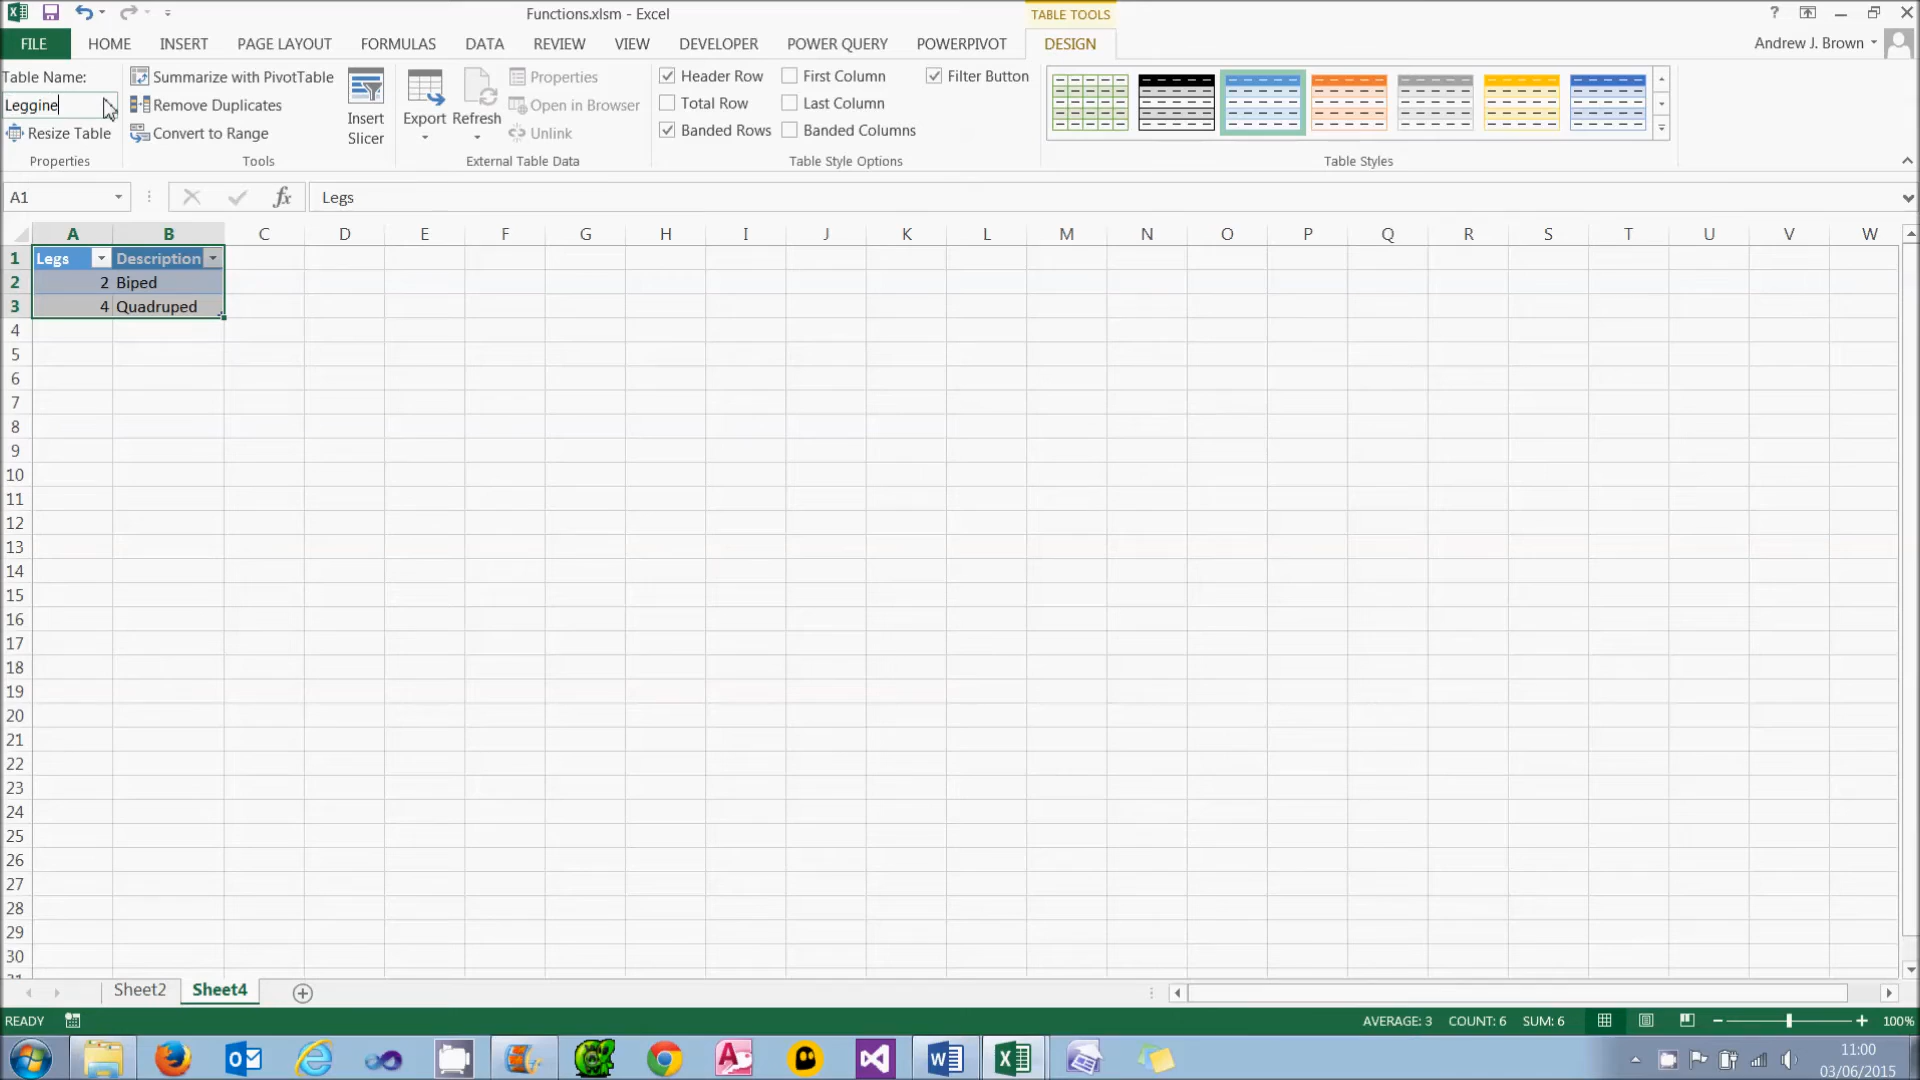 Functions.xlsm - Excel
TABLE TOOLS
?
FILE HOME INSERT PAGE LAYOUT FORMULAS DATA REVIEW VIEW DEVELOPER POWER QUERY POWERPIVOT DESIGN Andrew J. Brown
Table Name:
Leggine
Resize Table
Properties
Summarize with PivotTable
Remove Duplicates
Convert to Range
Tools
Insert
Slicer
Export
Refresh
Properties
Open in Browser
Unlink
External Table Data
Header Row
Total Row
Banded Rows
First Column
Last Column
Banded Columns
Filter Button
Table Style Options
Table Styles
A1 fx Legs
A B C D E F G H I J K L M N O P Q R S T U V W
1 Legs Description
2 2 Biped
3 4 Quadruped
4
5
6
7
8
9
10
11
12
13
14
15
16
17
18
19
20
21
22
23
24
25
26
27
28
29
30
31
Sheet2 Sheet4
READY AVERAGE: 3 COUNT: 6 SUM: 6 100%
11:00
03/06/2015